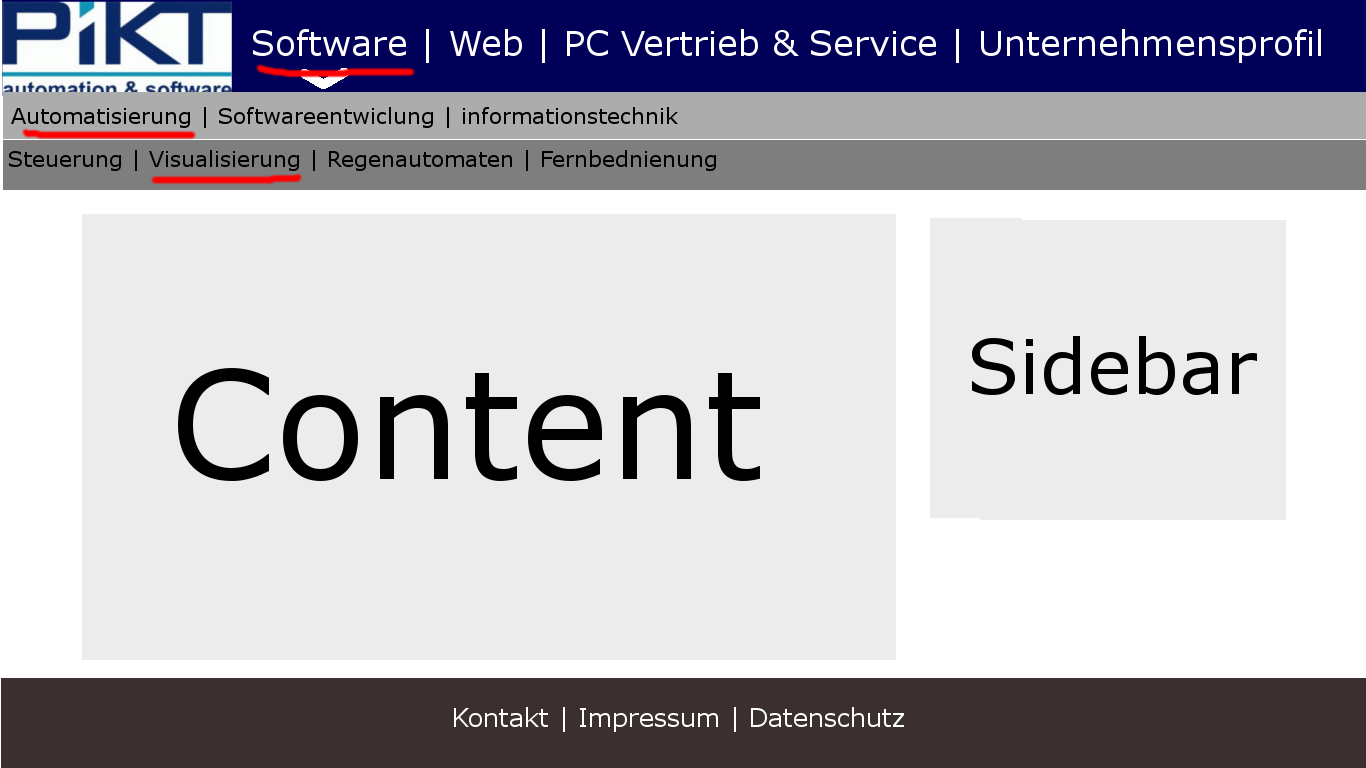 PiKT
automation & software
Software | Web | PC Vertrieb & Service | Unternehmensprofil
Automatisierung | Softwareentwiclung | informationstechnik
Steuerung | Visualisierung | Regenautomaten | Fernbednienung
Content
Sidebar
Kontakt | Impressum | Datenschutz